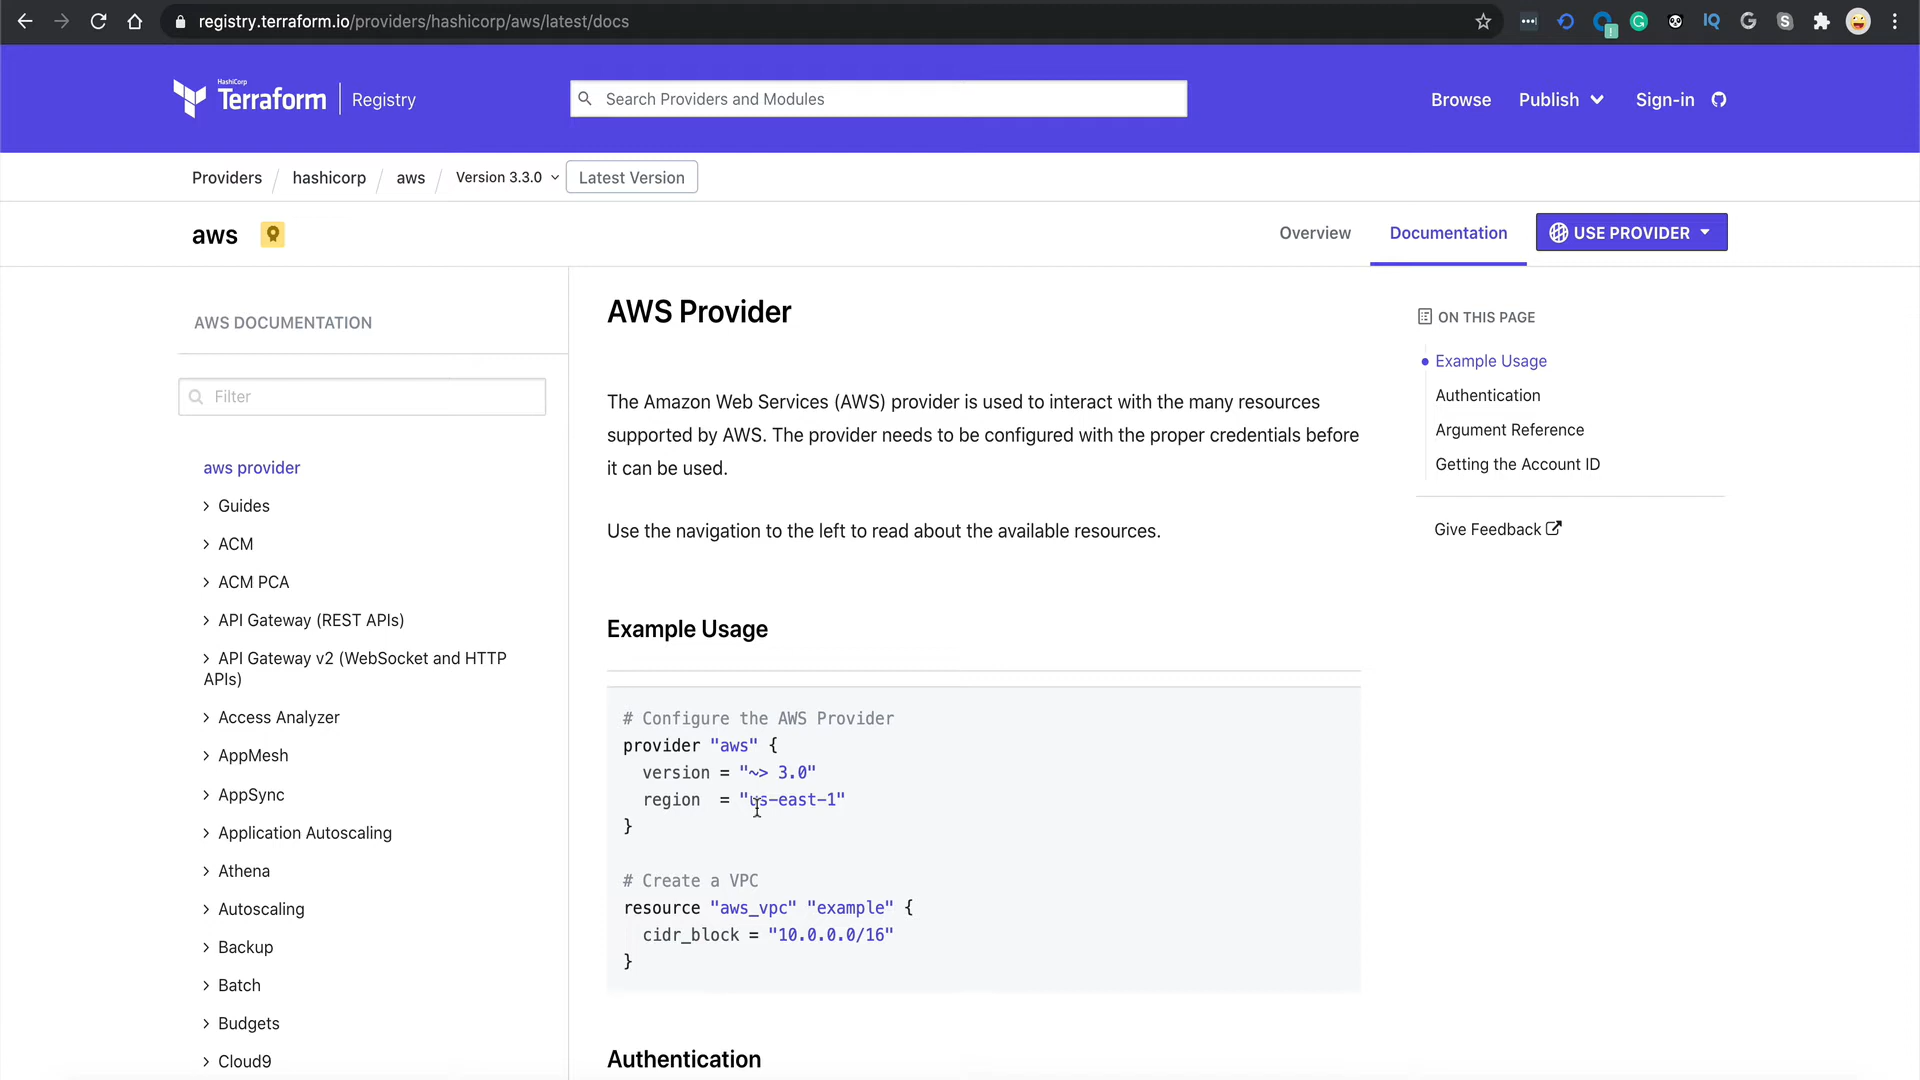 registry.terraform.io/providers/hashicorp/aws/latest/docs
HashiCorp
Terraform
Registry
Search Providers and Modules
Browse
Publish
Sign-in
Providers / hashicorp / aws / Version 3.3.0
Latest Version
aws
Overview
Documentation
USE PROVIDER
AWS DOCUMENTATION
Filter
aws provider
Guides
ACM
ACM PCA
API Gateway (REST APIs)
API Gateway v2 (WebSocket and HTTP
APIs)
Access Analyzer
AppMesh
AppSync
Application Autoscaling
Athena
Autoscaling
Backup
Batch
Budgets
Cloud9
AWS Provider
The Amazon Web Services (AWS) provider is used to interact with the many resources
supported by AWS. The provider needs to be configured with the proper credentials before
it can be used.
Use the navigation to the left to read about the available resources.
Example Usage
# Configure the AWS Provider
provider "aws" {
  version = "~> 3.0"
  region  = "us-east-1"
}
# Create a VPC
resource "aws_vpc" "example" {
  cidr_block = "10.0.0.0/16"
}
Authentication
ON THIS PAGE
Example Usage
Authentication
Argument Reference
Getting the Account ID
Give Feedback